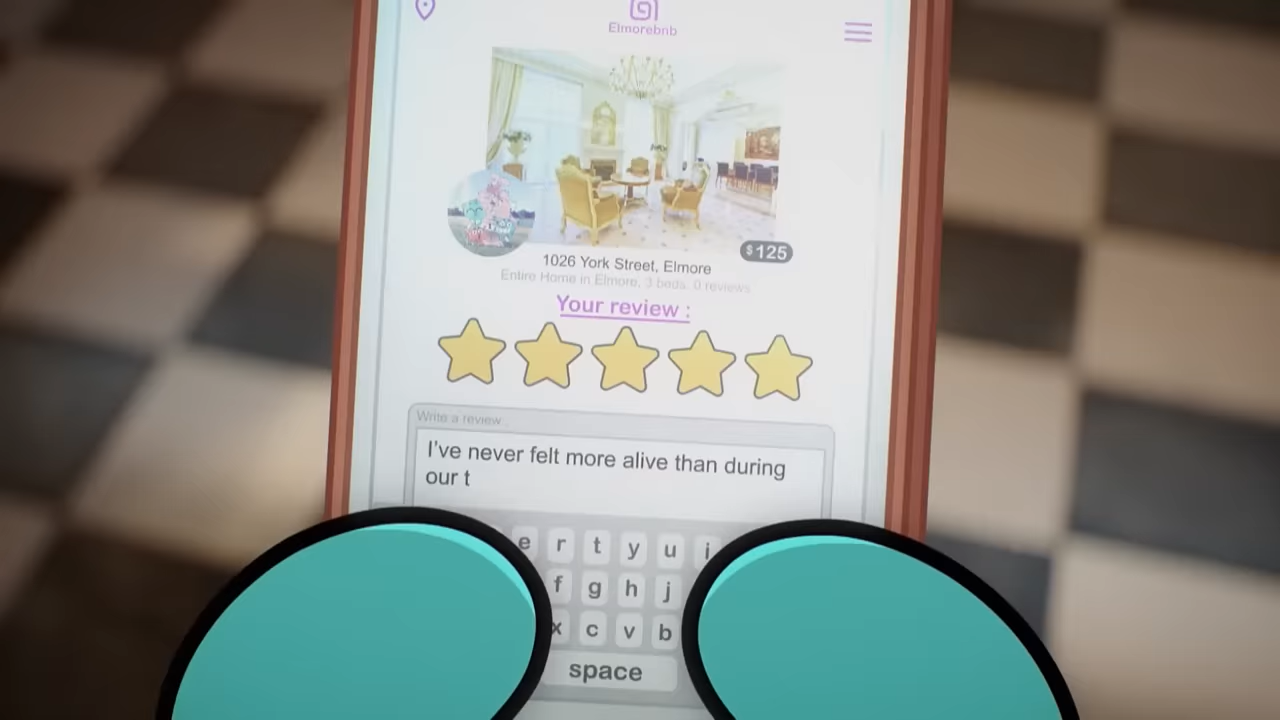 Elmorebnb
$125
1026 York Street, Elmore
Entire Home in Elmore, 3 beds. 0 reviews
Your review :
Write a review
I've never felt more alive than during
our t
e r t y u i
f g h j
x c v b
space